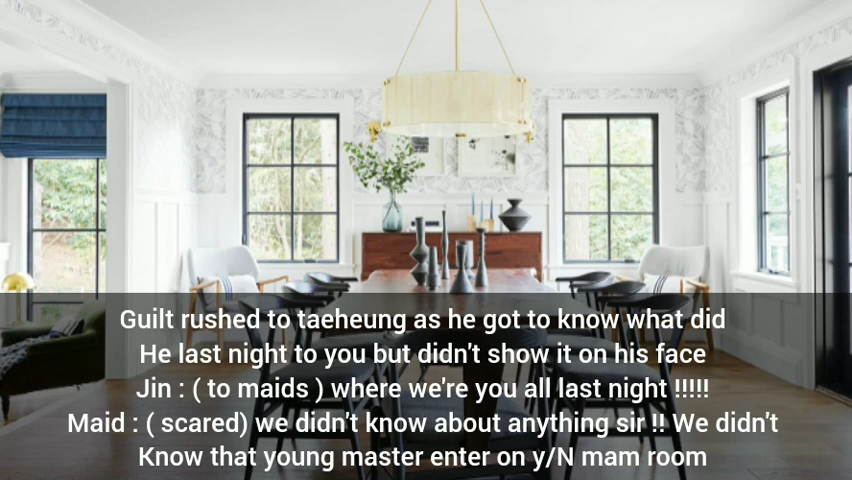 Guilt rushed to taeheung as he got to know what did
He last night to you but didn't show it on his face
Jin : ( to maids ) where we're you all last night !!!!!
Maid : ( scared) we didn't know about anything sir !! We didn't
Know that young master enter on y/N mam room